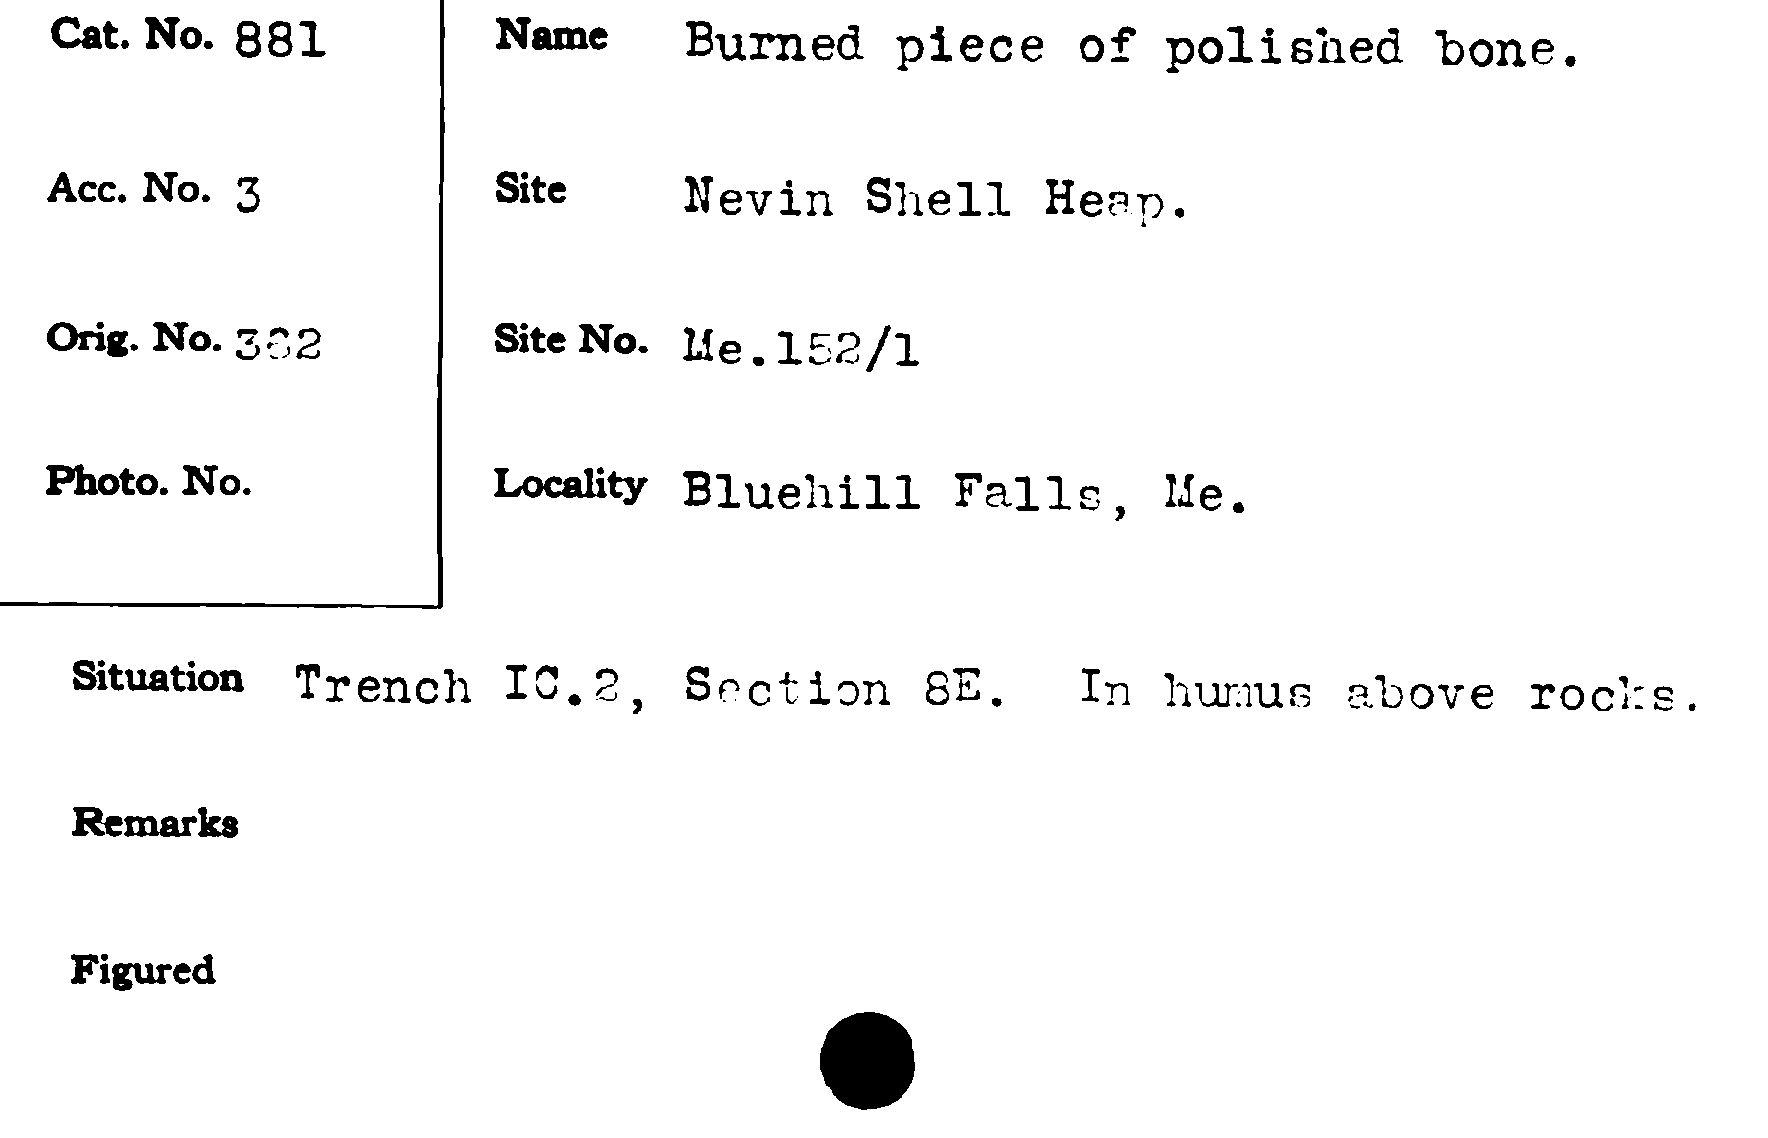 Cat. No. 881
Name Burned piece of polished bone.
Acc. No. 3
Site Nevin Shell Heap.
Orig. No.
Site No. Me.152/1
Photo. No.
Locality Bluehill Falls, Me.
Situation Trench IC.2, Section 8E. In humus above rocks.
Remarks
Figured